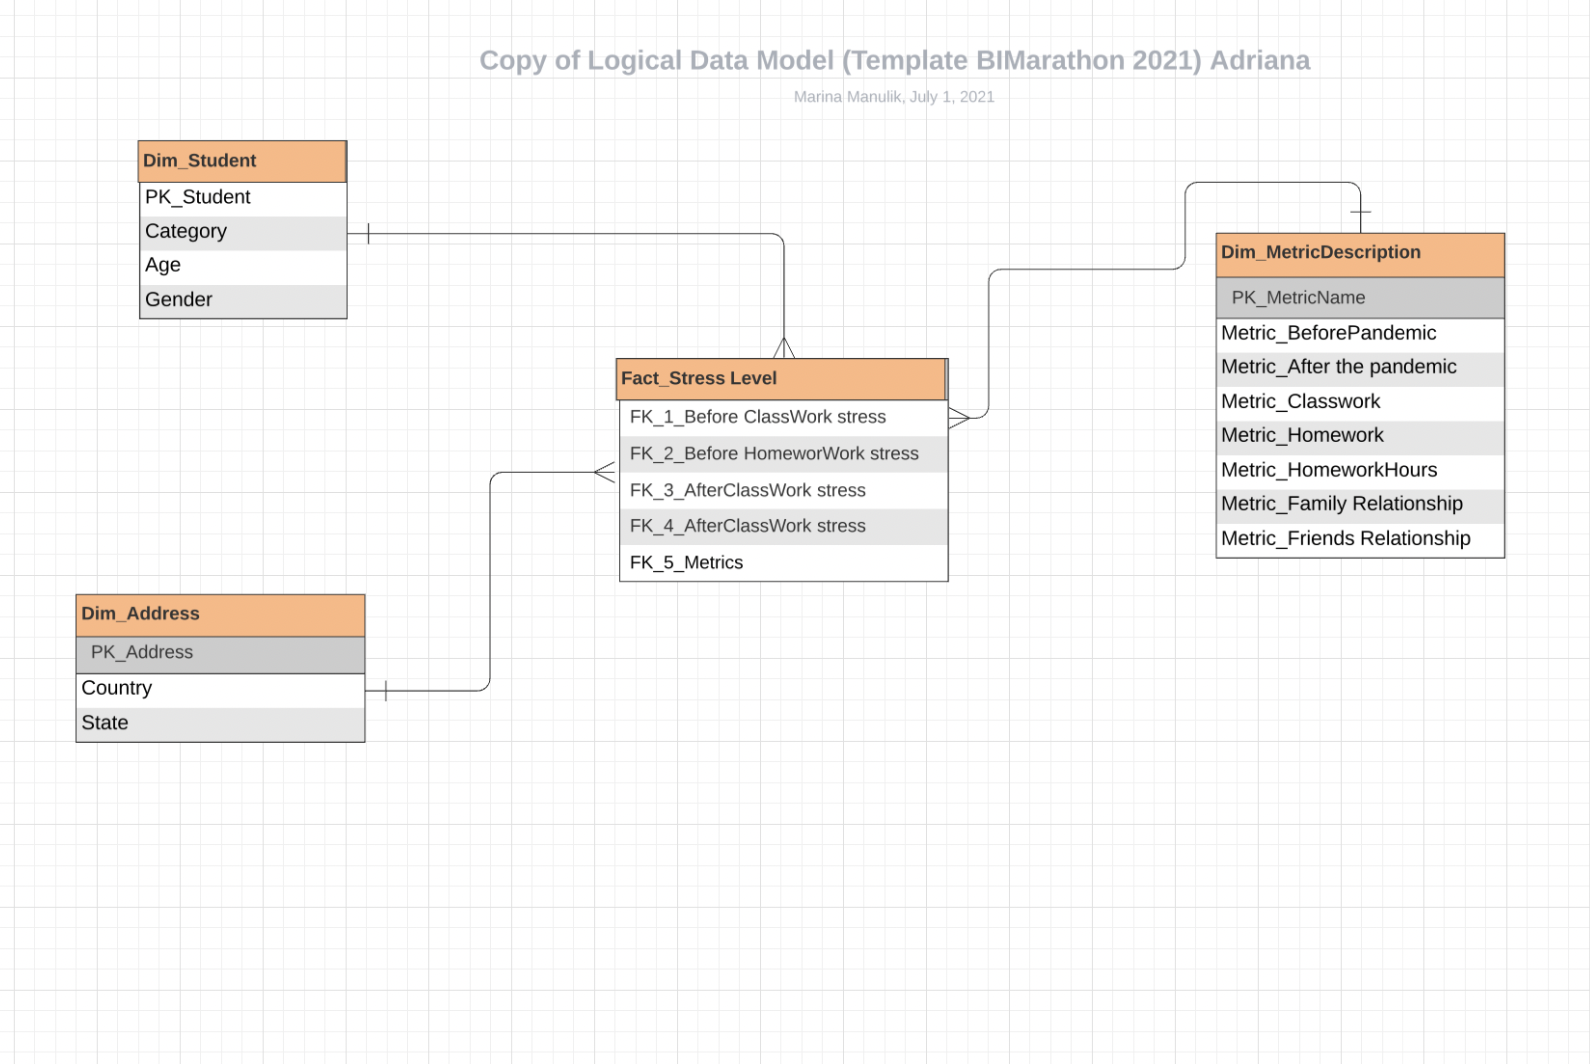 Copy of Logical Data Model (Template BIMarathon 2021) Adriana
Marina Manulik, July 1, 2021
Dim_Student
PK_Student
Category
Age
Gender
Dim_MetricDescription
PK_MetricName
Metric_BeforePandemic
Metric_After the pandemic
Metric_Classwork
Metric_Homework
Metric_HomeworkHours
Metric_Family Relationship
Metric_Friends Relationship
Fact_Stress Level
FK_1_Before ClassWork stress
FK_2_Before HomeworWork stress
FK_3_AfterClassWork stress
FK_4_AfterClassWork stress
FK_5_Metrics
Dim_Address
PK_Address
Country
State